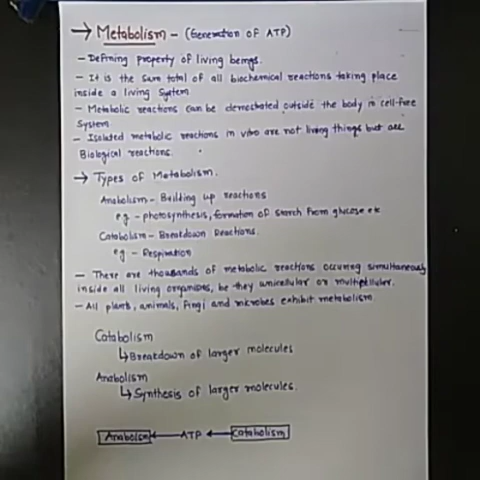 → Metabolism - (Generation of ATP)
- Defining property of living beings.
- It is the sum total of all biochemical reactions taking place
inside a living system
- Metabolic reactions can be demostrated outside the body in cell-free
system
- Isolated metabolic reactions in vitro are not living things but are
Biological reactions.
→ Types of Metabolism.
Anabolism - Building up reactions
eg - photosynthesis, formation of starch from glucose etc
Catabolism - Breakdown Reactions.
eg - Respiration
- There are thousands of metabolic reactions occuring simultaneously
inside all living organisms, be they unicellular or multicellular.
- All plants, animals, Fungi and microbes exhibit metabolism.
Catabolism
↳ Breakdown of larger molecules
Anabolism
↳ Synthesis of larger molecules.
Anabolism ← ATP ← Catabolism